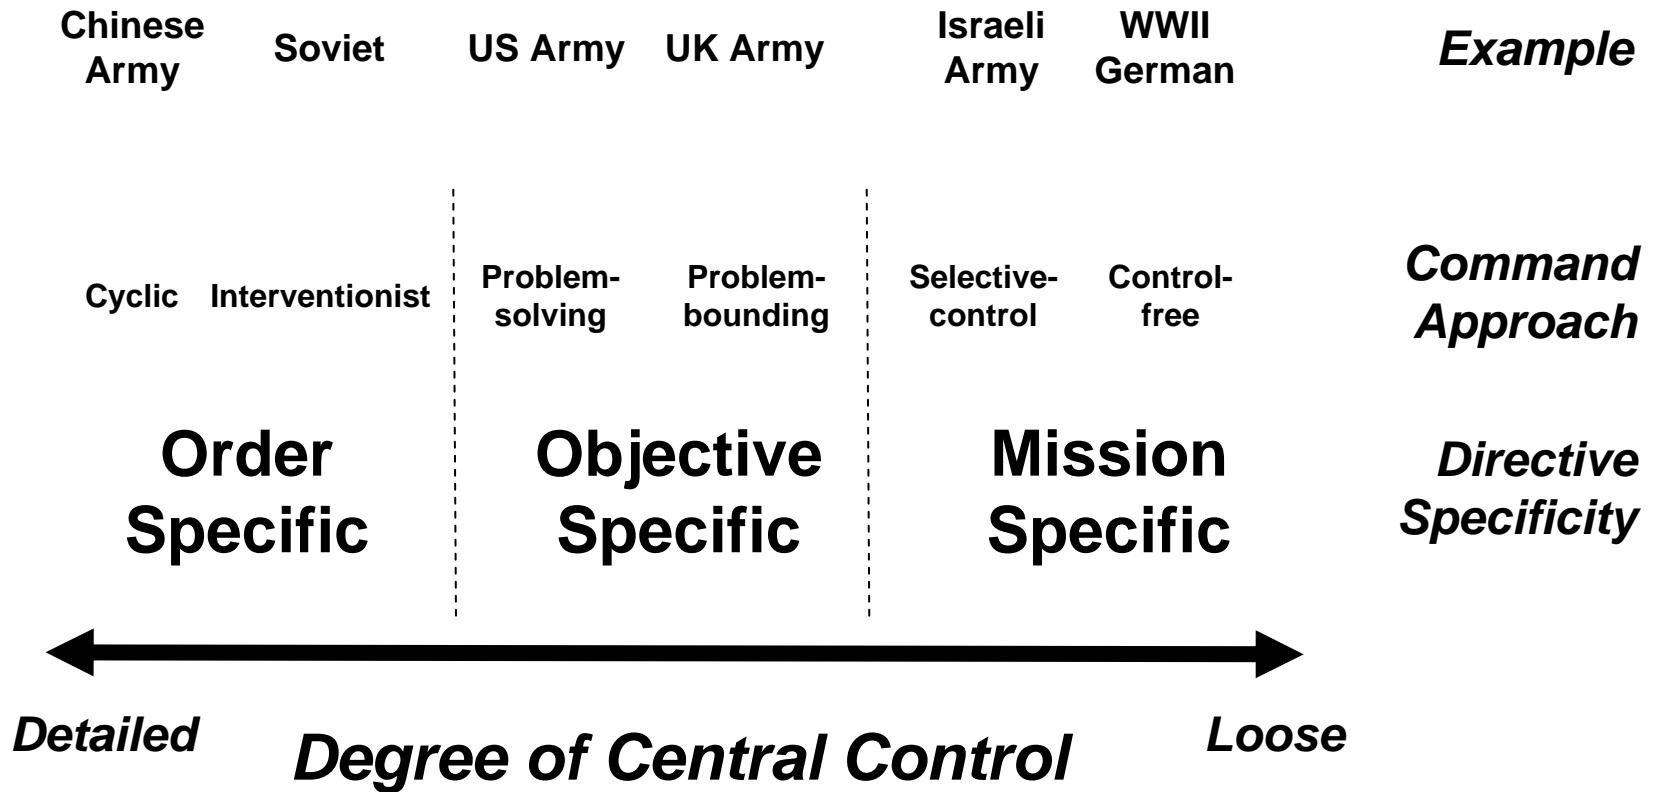 Chinese
Army
Soviet
US Army
UK Army
Israeli
Army
WWII
German
Example
Cyclic
Interventionist
Problem-
solving
Problem-
bounding
Selective-
control
Control-
free
Command
Approach
Order
Specific
Objective
Specific
Mission
Specific
Directive
Specificity
Detailed
Degree of Central Control
Loose